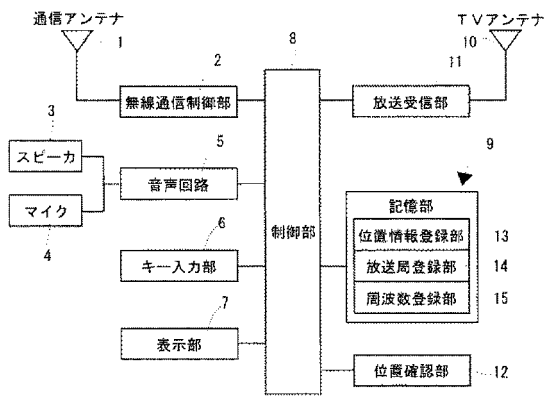 通信アンテナ
1
TVアンテナ
10
8
2
無線通信制御部
11
放送受信部
3
スピーカ
5
音声回路
マイク
4
9
記憶部
位置情報登録部 13
放送局登録部 14
周波数登録部 15
制御部
6
キー入力部
7
表示部
位置確認部 12